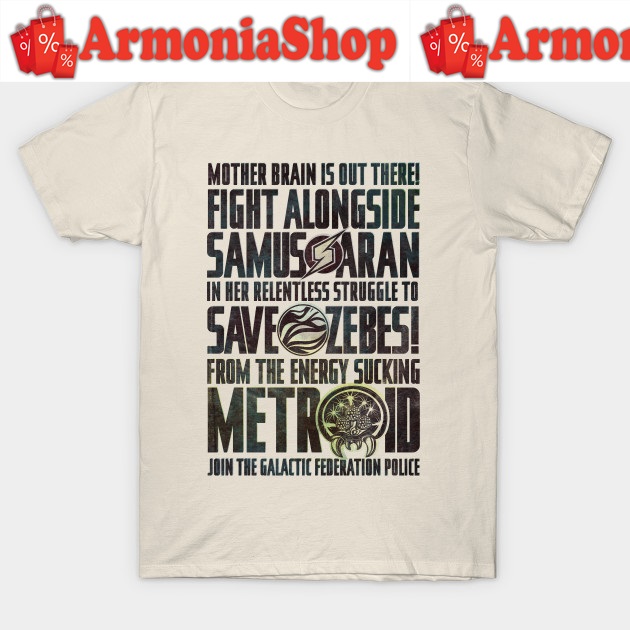 ArmoniaShop Armon
MOTHER BRAIN IS OUT THERE!
FIGHT ALONGSIDE
SAMUS ARAN
IN HER RELENTLESS STRUGGLE TO
SAVE ZEBES!
FROM THE ENERGY SUCKING
METROID
JOIN THE GALACTIC FEDERATION POLICE